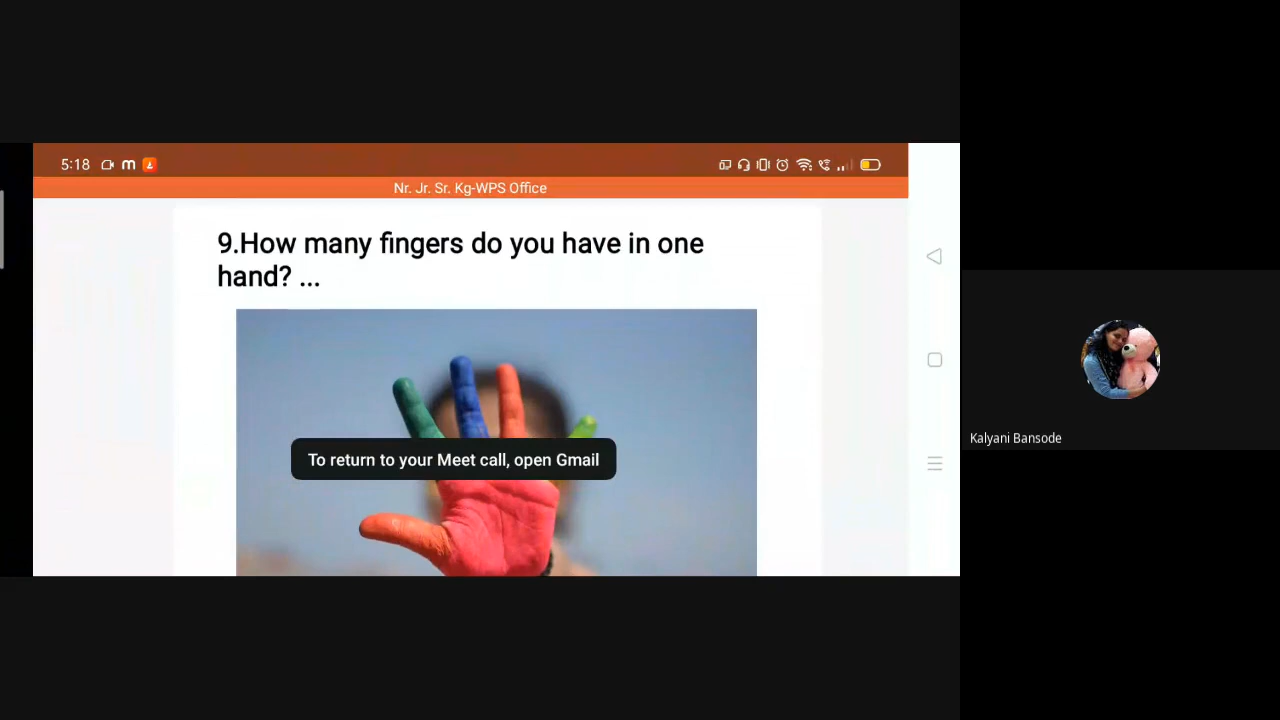 5:18
Nr. Jr. Sr. Kg-WPS Office
9.How many fingers do you have in one
hand? ...
To return to your Meet call, open Gmail
Kalyani Bansode